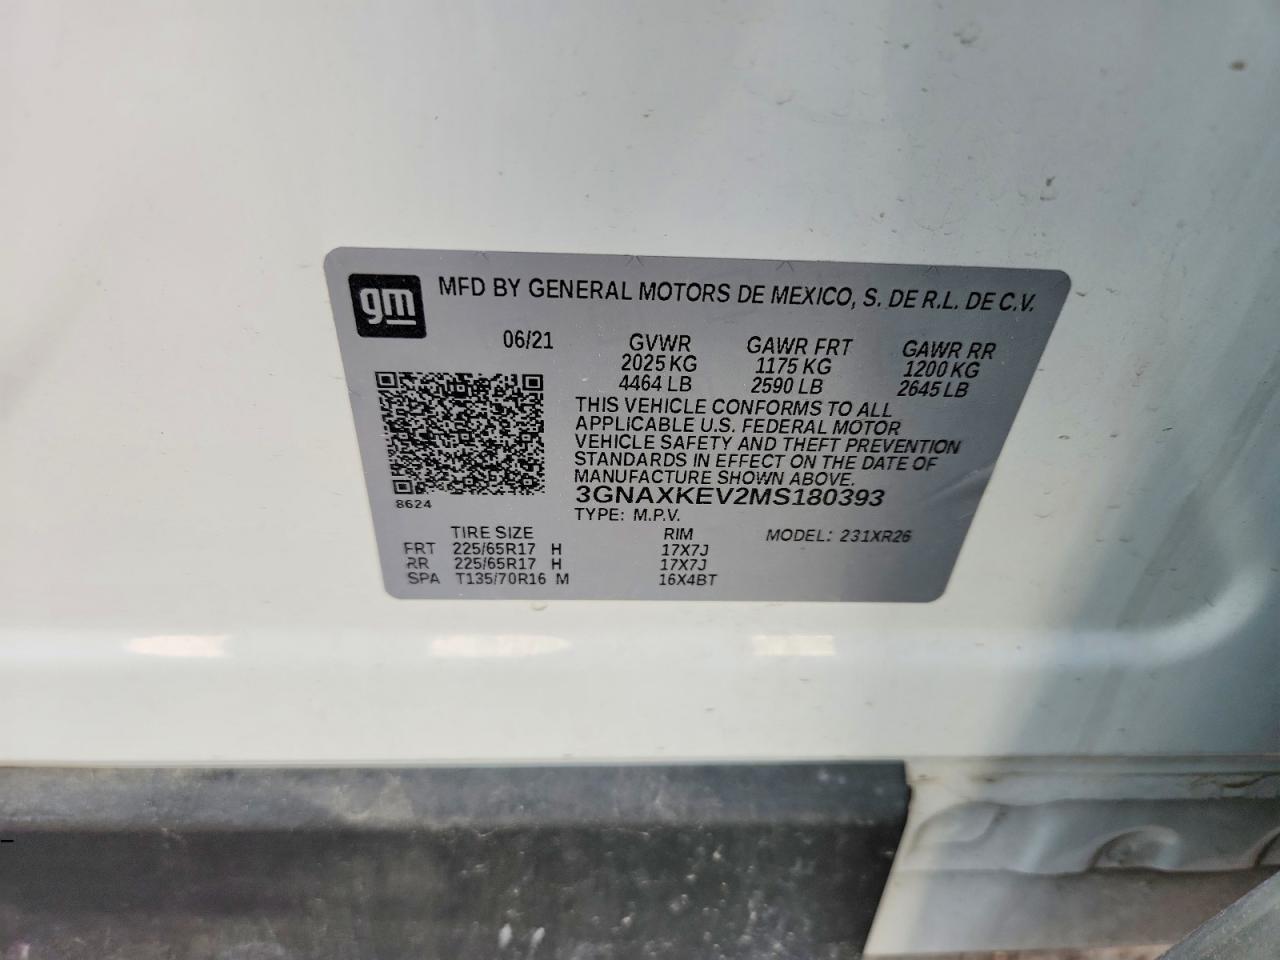 gm
MFD BY GENERAL MOTORS DE MEXICO, S. DE R.L. DE C.V.
06/21 GVWR GAWR FRT GAWR RR
2025 KG 1175 KG 1200 KG
4464 LB 2590 LB 2645 LB
THIS VEHICLE CONFORMS TO ALL
APPLICABLE U.S. FEDERAL MOTOR
VEHICLE SAFETY AND THEFT PREVENTION
STANDARDS IN EFFECT ON THE DATE OF
MANUFACTURE SHOWN ABOVE.
3GNAXKEV2MS180393
8624
TYPE: M.P.V.
TIRE SIZE RIM MODEL: 231XR26
FRT 225/65R17 H 17X7J
RR 225/65R17 H 17X7J
SPA T135/70R16 M 16X4BT